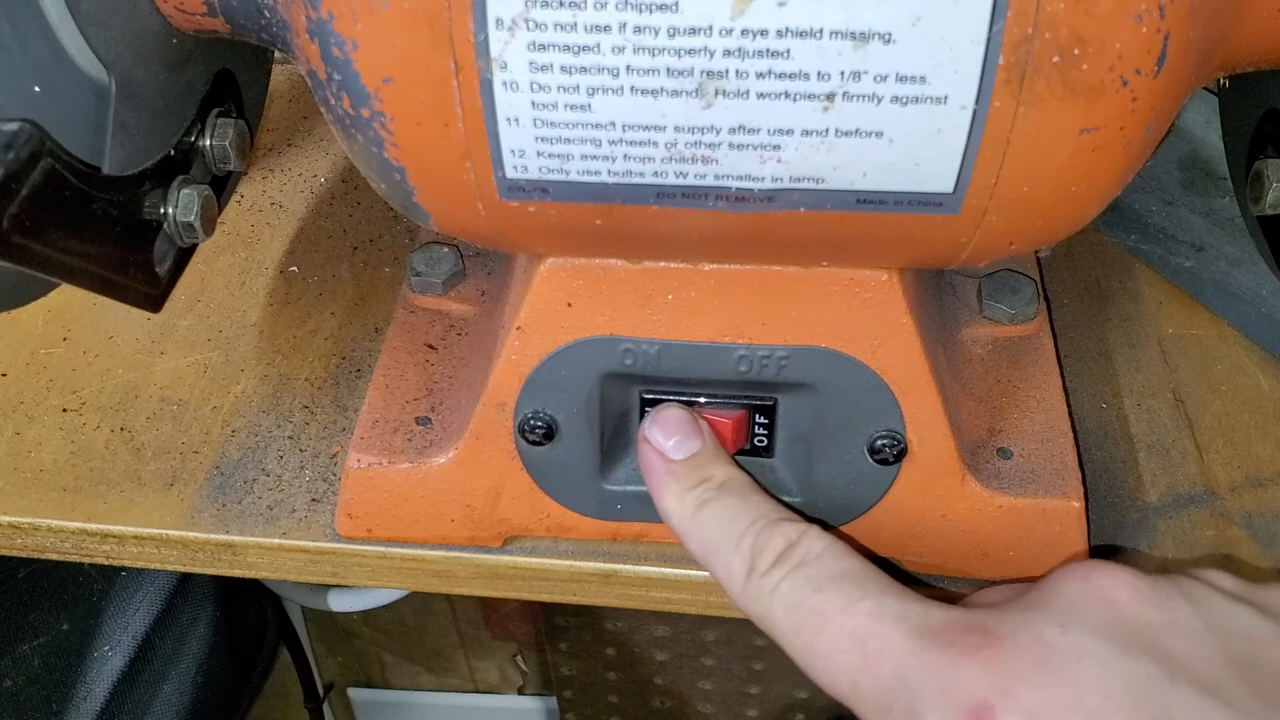 cracked or chipped.
8. Do not use if any guard or eye shield missing,
damaged, or improperly adjusted.
9. Set spacing from tool rest to wheels to 1/8" or less.
10. Do not grind freehand. Hold workpiece firmly against
tool rest.
11. Disconnect power supply after use and before
replacing wheels or other service.
12. Keep away from children.
13. Only use bulbs 40 W or smaller in lamp.
DO NOT REMOVE Made in China
ON OFF
OFF